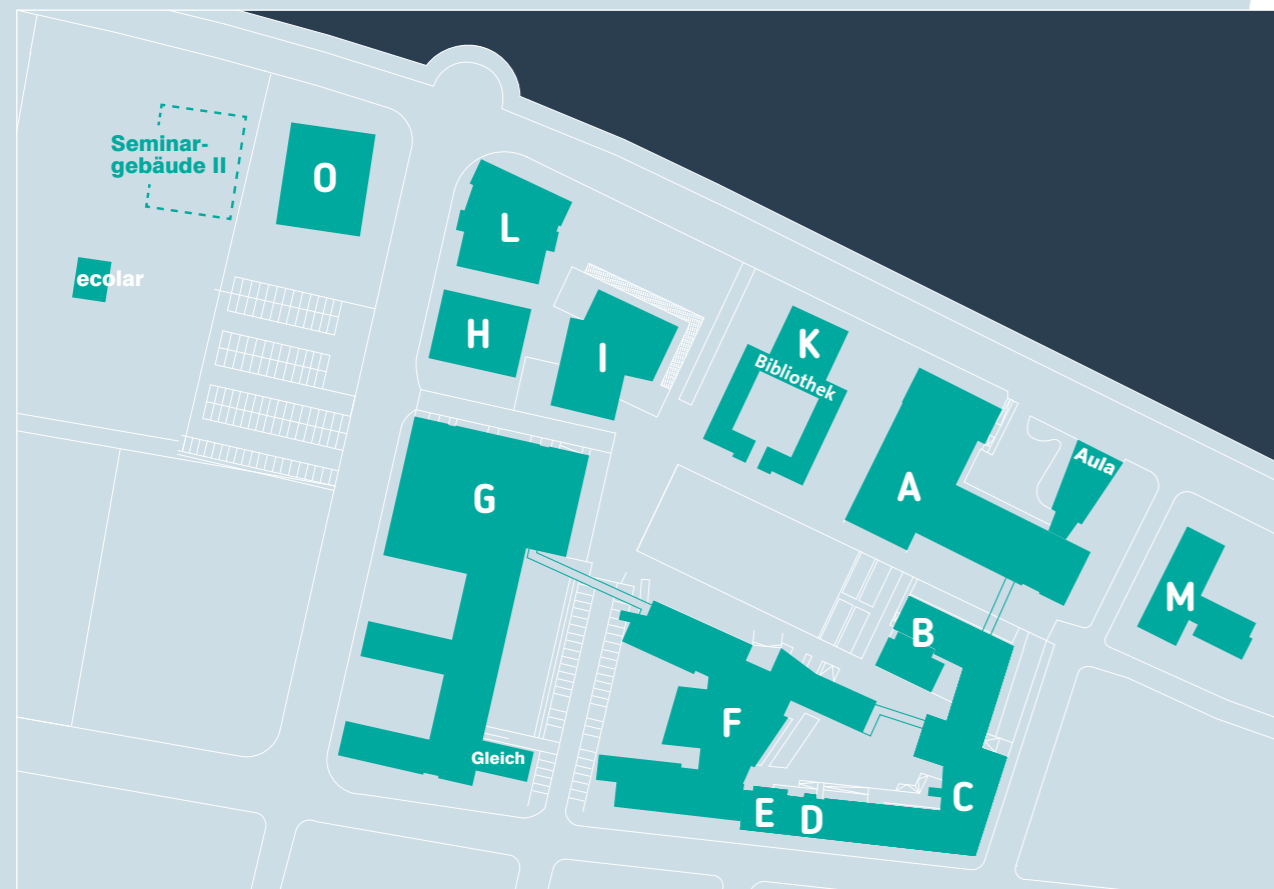 Seminar-
gebäude II
O
L
ecolar
H
I
K
Bibliothek
A
Aula
G
M
B
F
Gleich
C
E
D